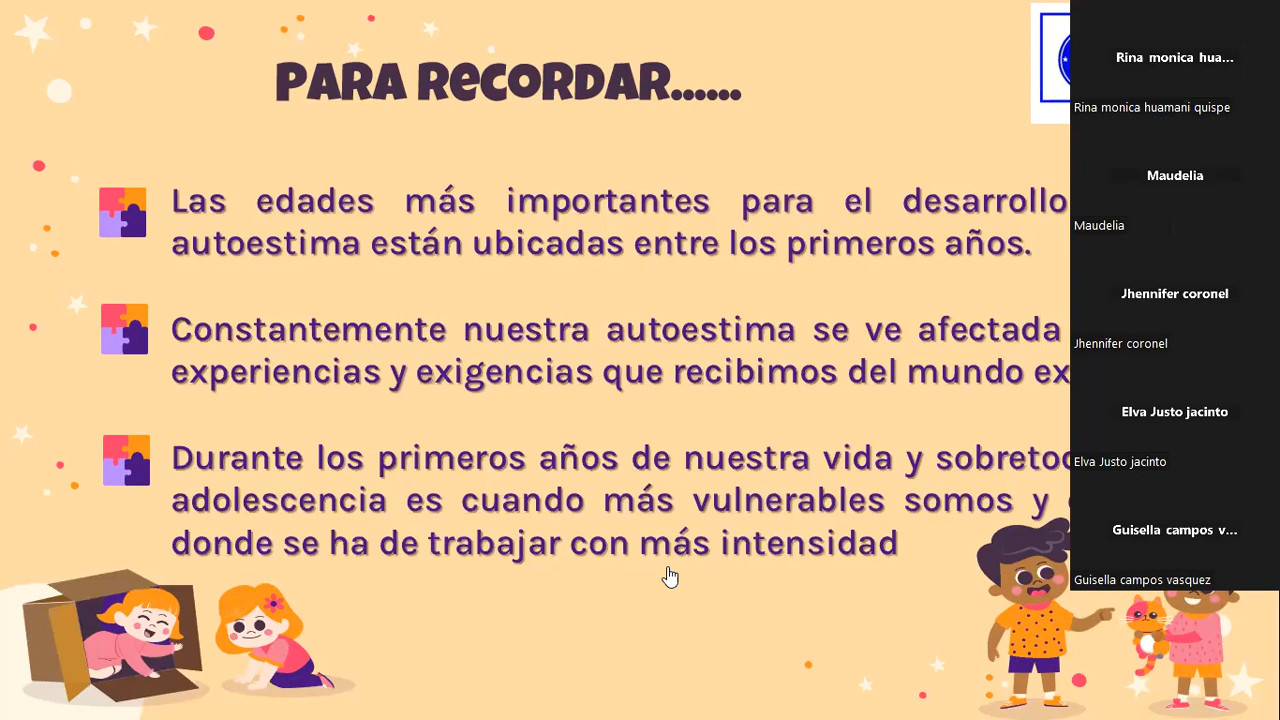 PARA RECORDAR......
Las edades más importantes para el desarrollo
autoestima están ubicadas entre los primeros años.
Constantemente nuestra autoestima se ve afectada
experiencias y exigencias que recibimos del mundo ex
Durante los primeros años de nuestra vida y sobretod
adolescencia es cuando más vulnerables somos y
donde se ha de trabajar con más intensidad
Rina monica hua...
Rina monica huamani quispe
Maudelia
Maudelia
Jhennifer coronel
Jhennifer coronel
Elva Justo jacinto
Elva Justo jacinto
Guisella campos v...
Guisella campos vasquez